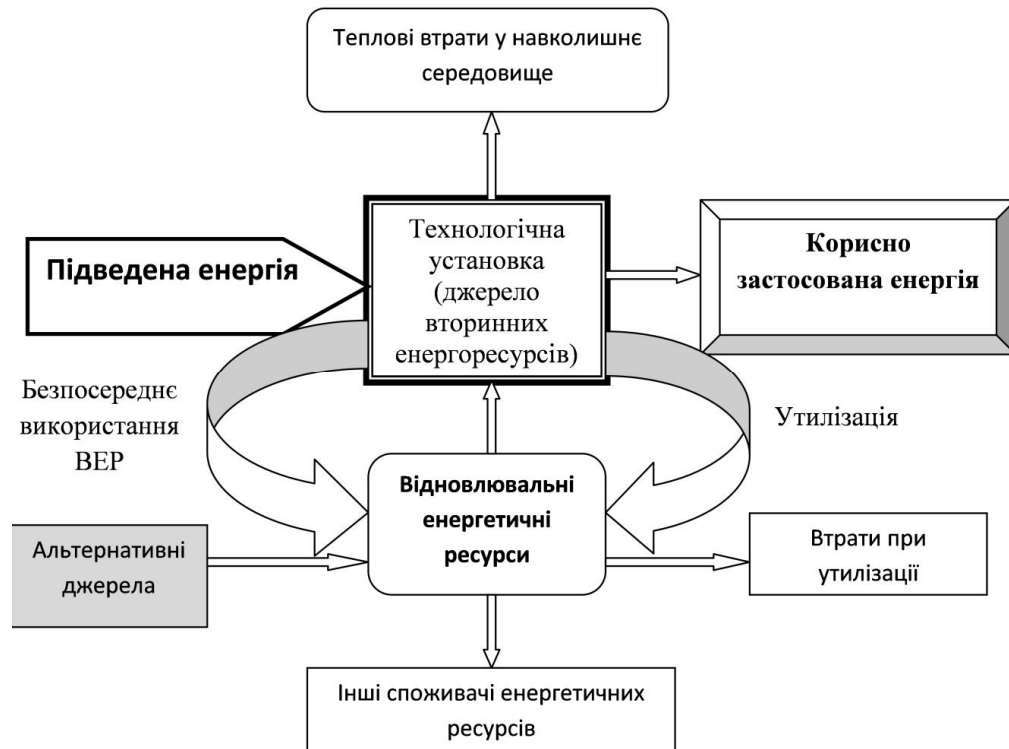 Теплові втрати у навколишнє
середовище
Підведена енергія
Технологічна
установка
(джерело
вторинних
енергоресурсів)
Корисно
застосована енергія
Безпосереднє
використання
ВЕР
Утилізація
Відновлювальні
енергетичні
ресурси
Альтернативні
джерела
Втрати при
утилізації
Інші споживачі енергетичних
ресурсів